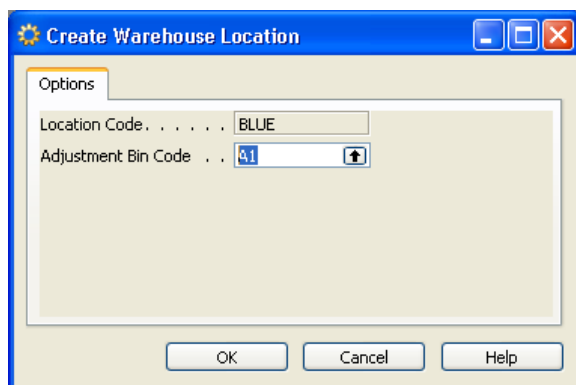 Create Warehouse Location
Options
Location Code. . . . . . BLUE
Adjustment Bin Code . . A1
OK Cancel Help